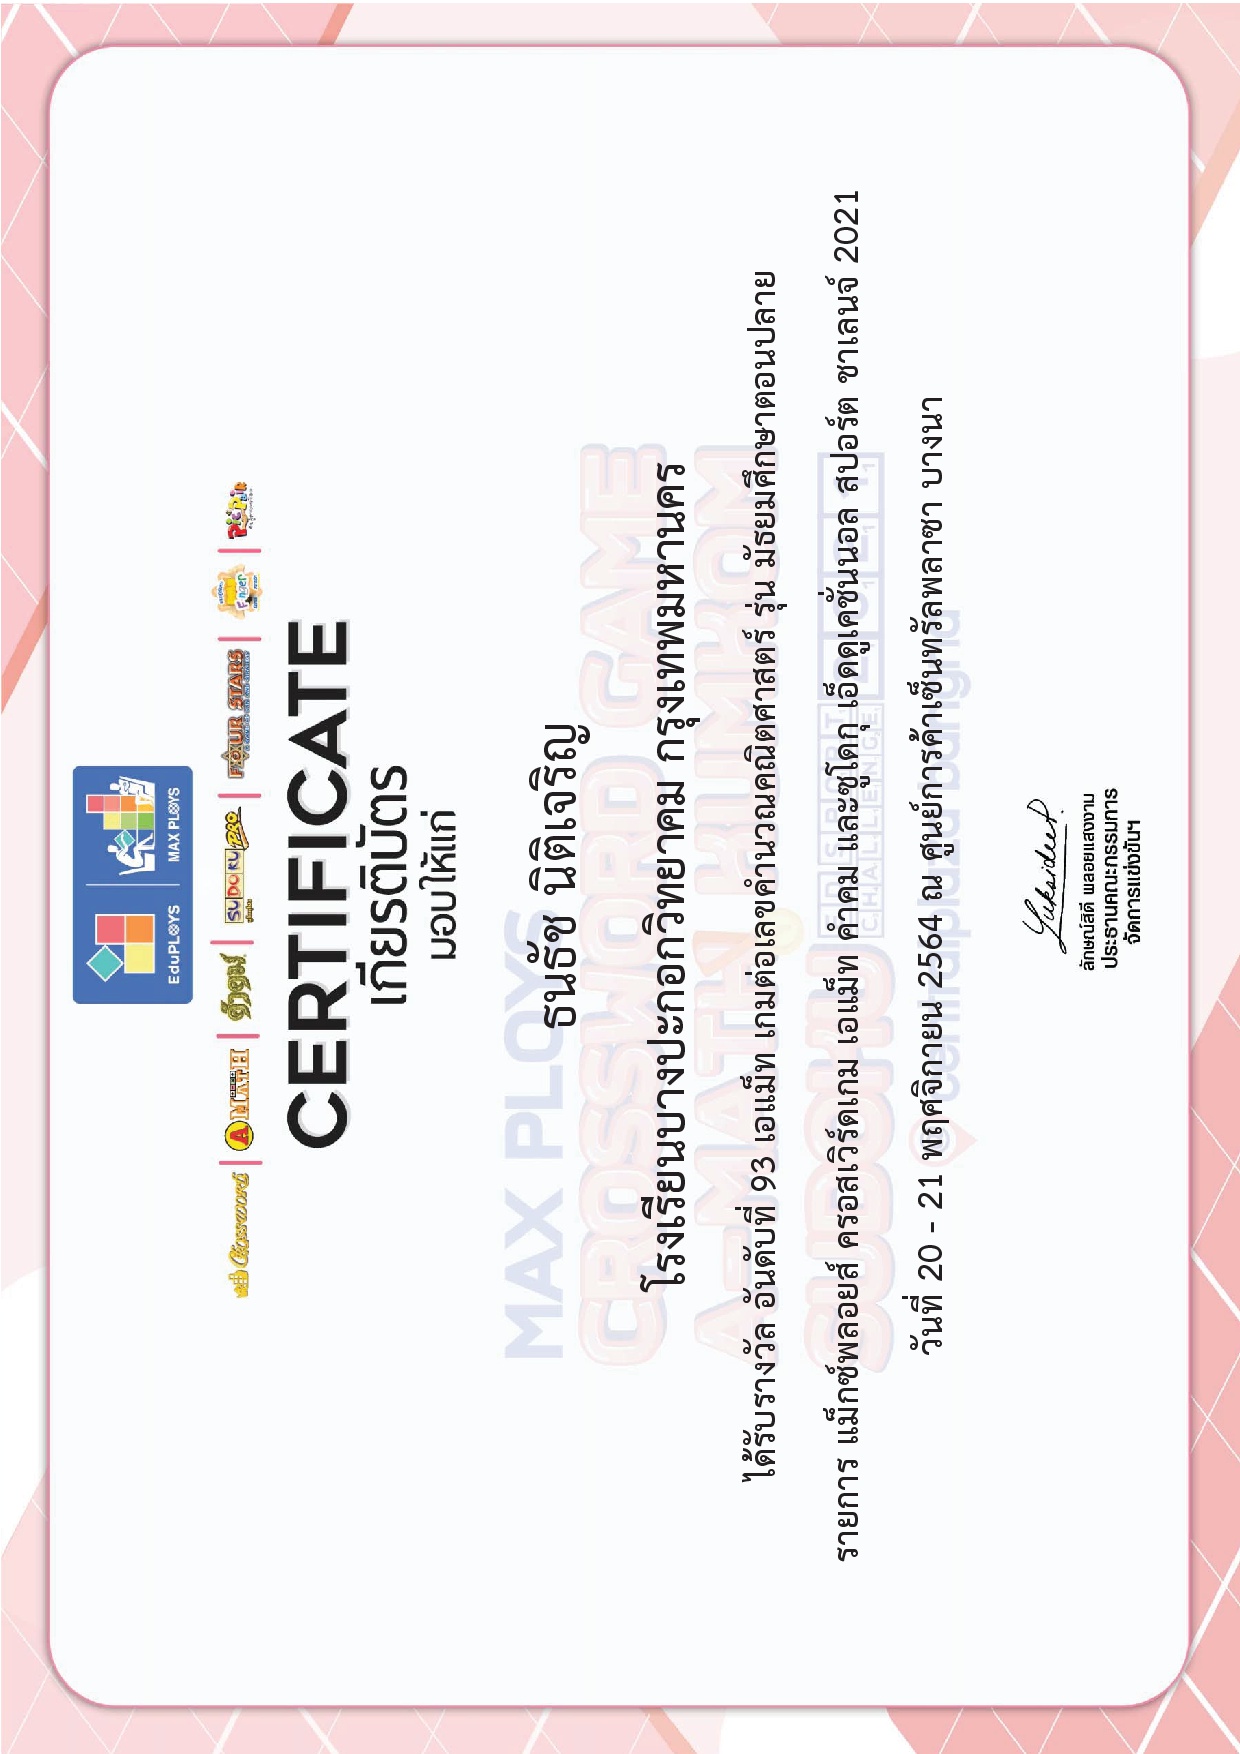 EduPLOYS MAX PLOYS
Crossword A MATH คำคม SUDOKU PRO FOUR STARS Finger
CERTIFICATE
เกียรติบัตร
มอบให้แก่
MAX PLOYS
ธนธัช นิติเจริญ
CROSSWORD GAME
โรงเรียนบางปะกอกวิทยาคม กรุงเทพมหานคร
A-MATH KUMKOM
ได้รับรางวัล อันดับที่ 93 เอแม็ท เกมต่อเลขคำนวณคณิตศาสตร์ รุ่น มัธยมศึกษาตอนปลาย
SUDOKU ED SPORT CHALLENGE 2021
รายการ แม็กซ์พลอยส์ ครอสเวิร์ดเกม เอแม็ท คำคม และซูโดกุ เอ็ดดูเคชั่นนอล สปอร์ต ชาเลนจ์ 2021
วันที่ 20 - 21 พฤศจิกายน 2564 ณ ศูนย์การค้าเซ็นทรัลพลาซา บางนา
@ centralplaza bangna
ลักษณ์สิดี พลอยแสงงาม
ประธานคณะกรรมการ
จัดการแข่งขันฯ